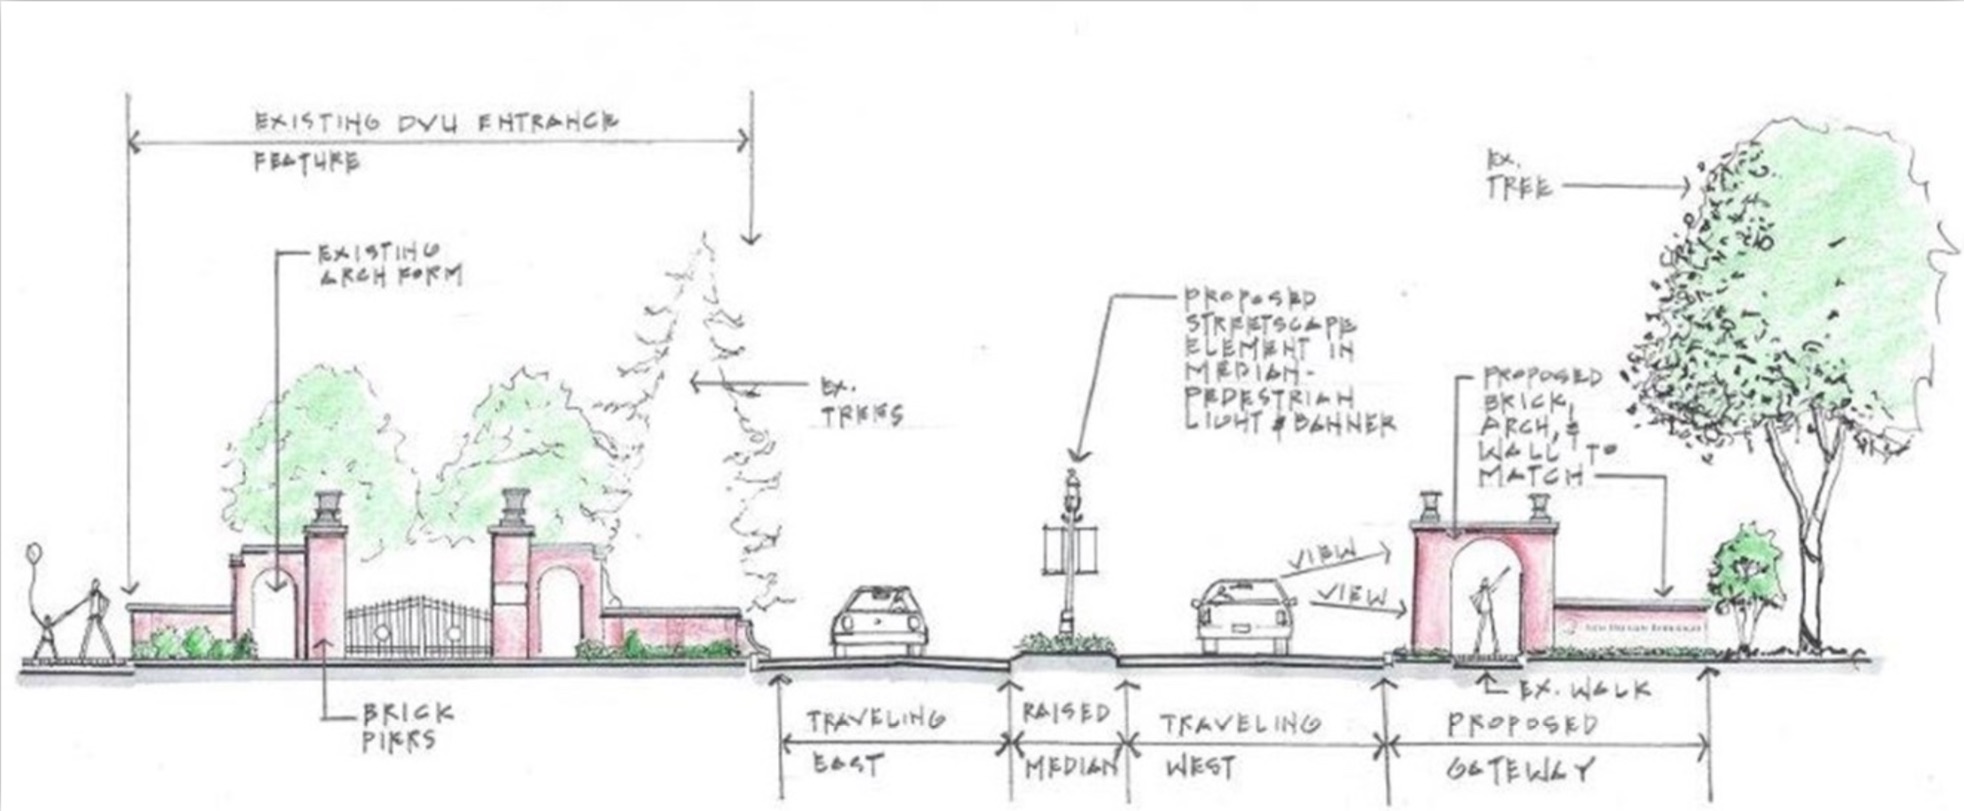 EXISTING DVU ENTRANCE
FEATURE
EXISTING
ARCH FORM
EX.
TREES
PROPOSED
STREETSCAPE
ELEMENT IN
MEDIAN-
PEDESTRIAN
LIGHT & BANNER
EX.
TREE
PROPOSED
BRICK,
ARCH, &
WALL TO
MATCH
VIEW
VIEW
BRICK
PIERS
TRAVELING
EAST
RAISED
MEDIAN
TRAVELING
WEST
EX. WALK
PROPOSED
GATEWAY